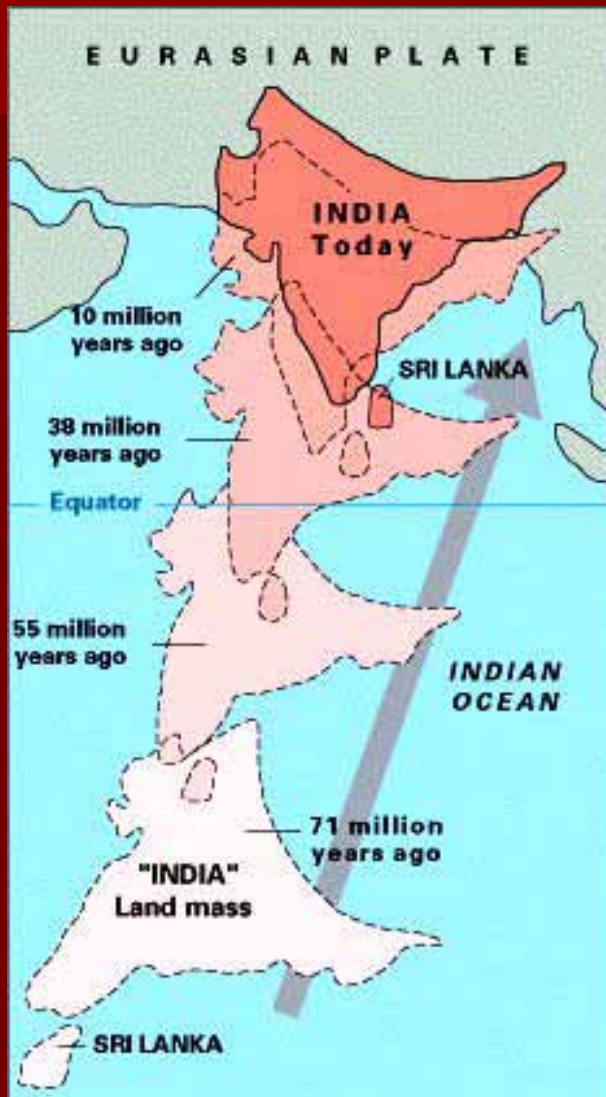 EURASIAN PLATE
INDIA
Today
10 million
years ago
SRI LANKA
38 million
years ago
Equator
55 million
years ago
INDIAN
OCEAN
71 million
years ago
"INDIA"
Land mass
SRI LANKA